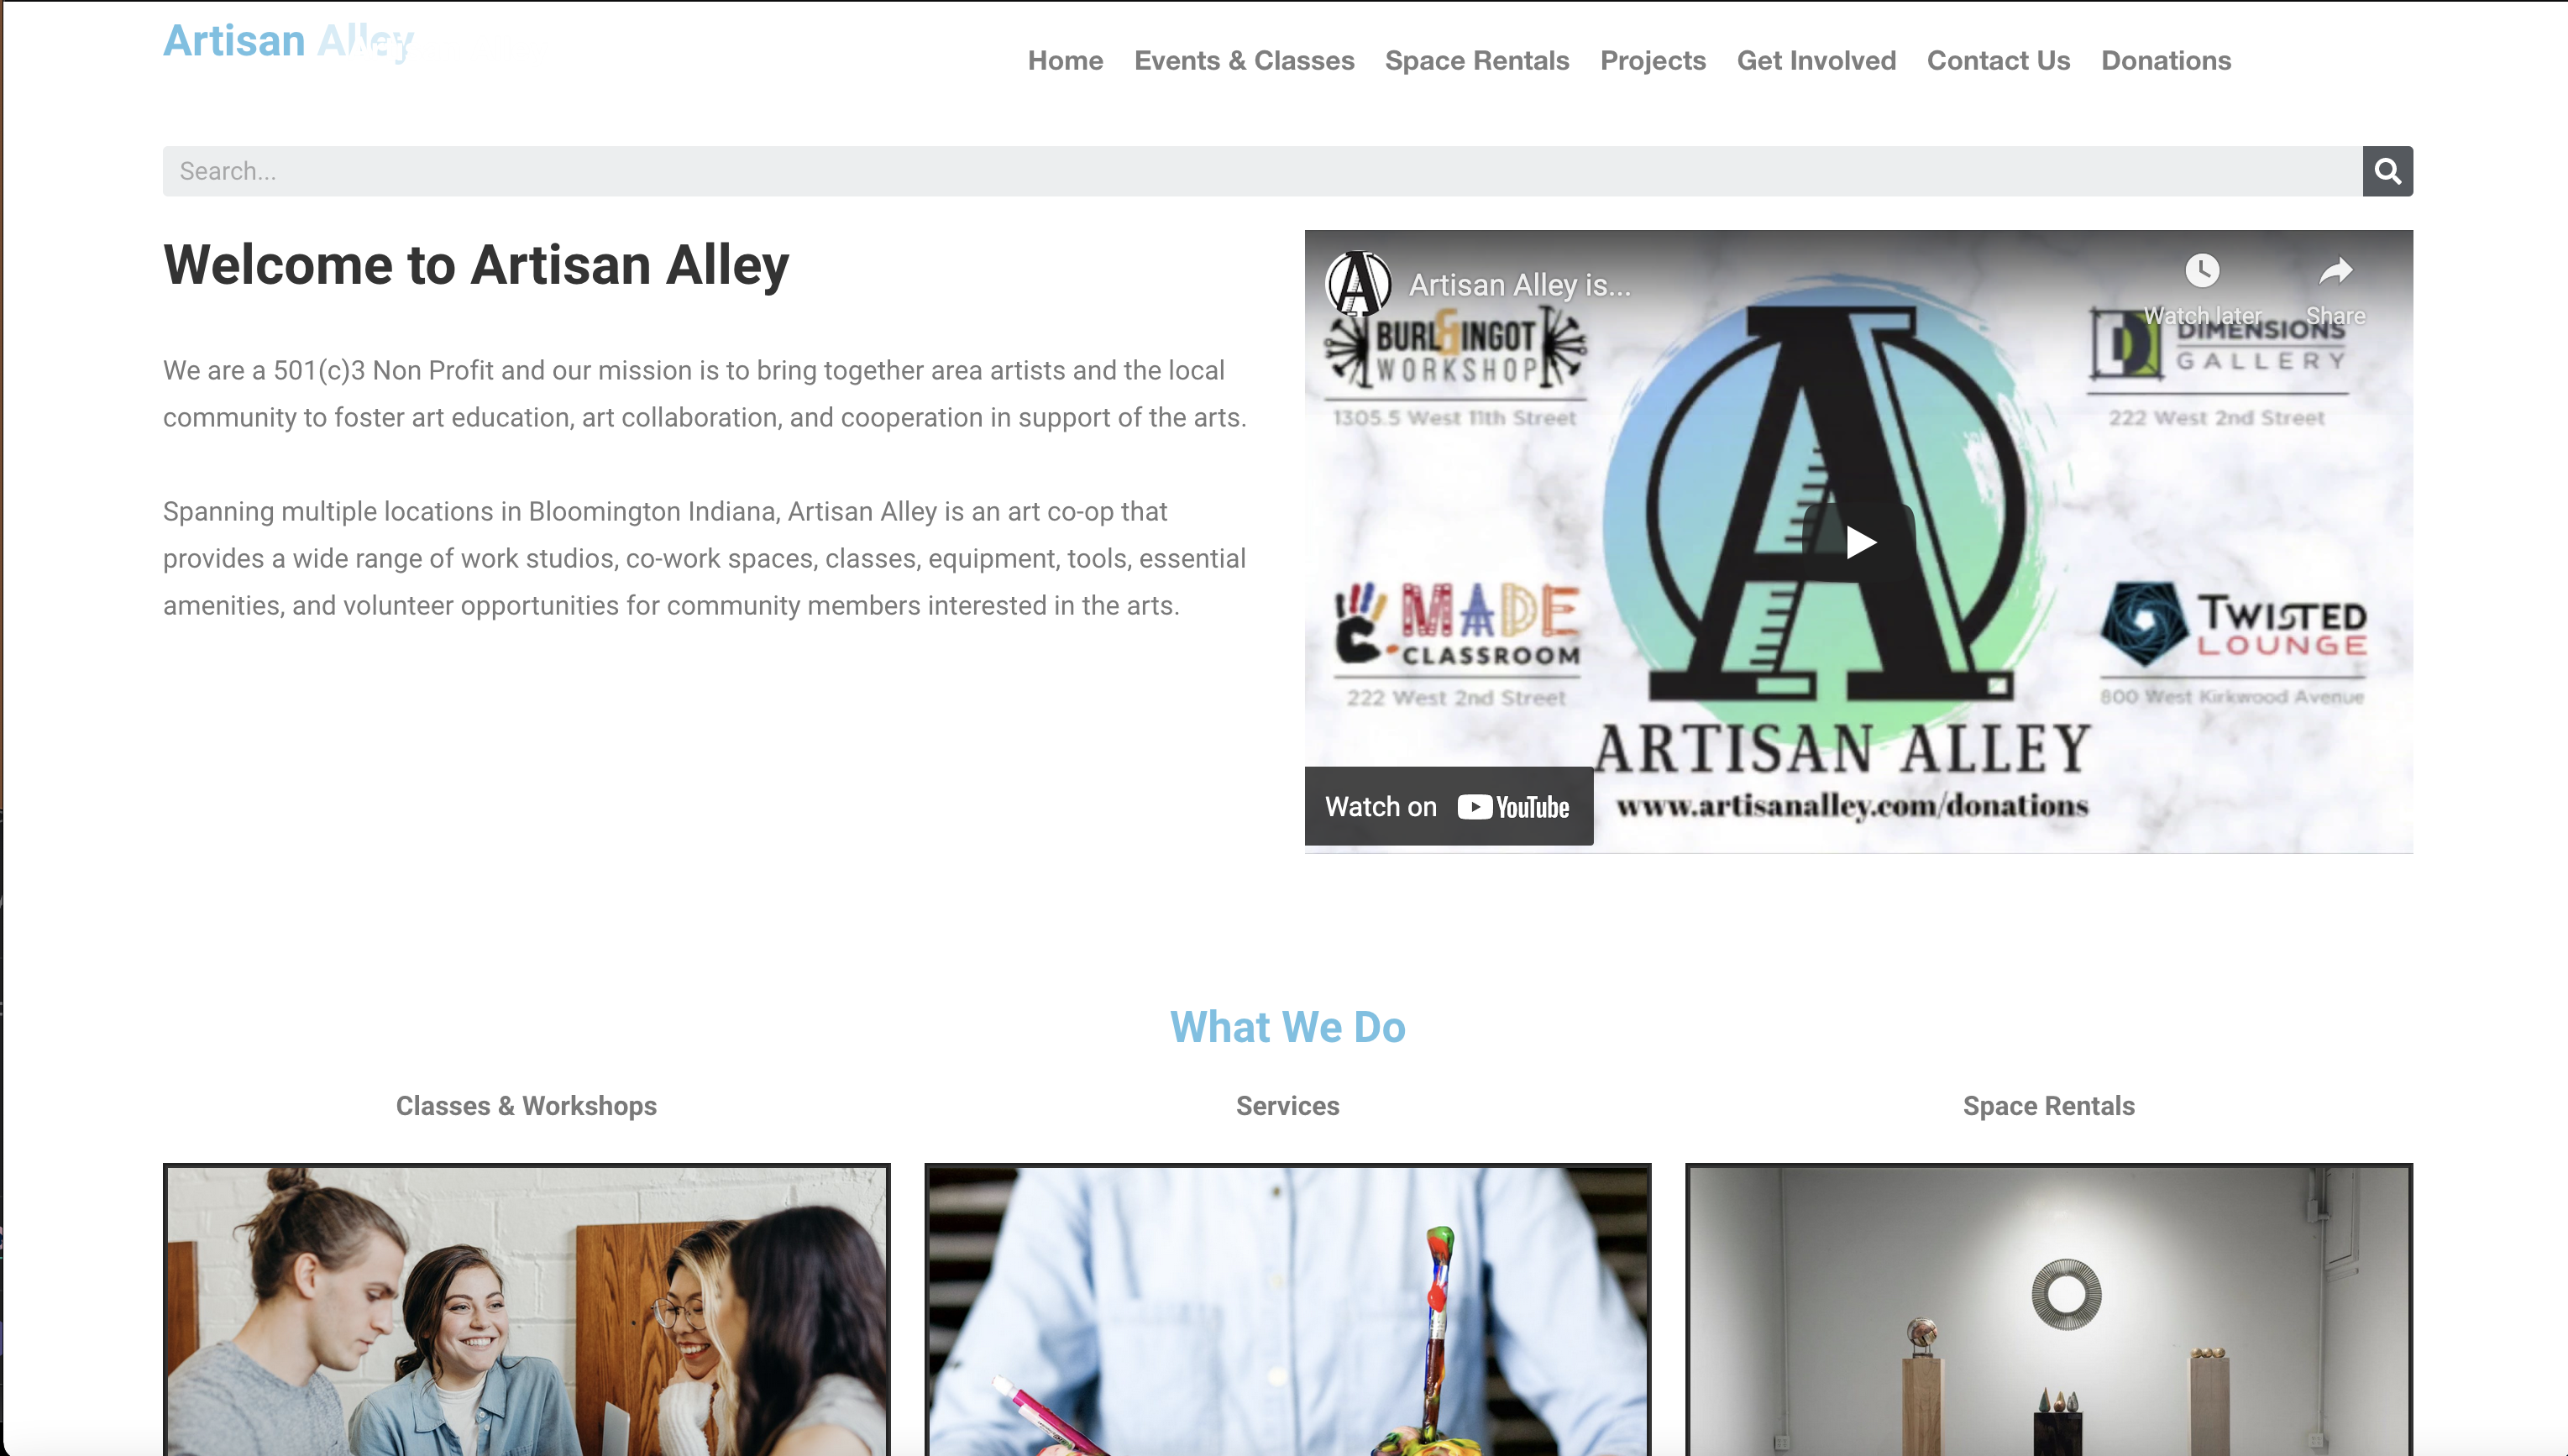 Artisan Alley
Home Events & Classes Space Rentals Projects Get Involved Contact Us Donations
Search...
Welcome to Artisan Alley
We are a 501(c)3 Non Profit and our mission is to bring together area artists and the local
community to foster art education, art collaboration, and cooperation in support of the arts.
Spanning multiple locations in Bloomington Indiana, Artisan Alley is an art co-op that
provides a wide range of work studios, co-work spaces, classes, equipment, tools, essential
amenities, and volunteer opportunities for community members interested in the arts.
Artisan Alley is...
Watch later
Share
BURL & INGOT
WORKSHOP
1305.5 West 11th Street
DIMENSIONS
GALLERY
222 West 2nd Street
MADE
CLASSROOM
222 West 2nd Street
TWISTED
LOUNGE
800 West Kirkwood Avenue
A
ARTISAN ALLEY
www.artisanalley.com/donations
Watch on YouTube
What We Do
Classes & Workshops
Services
Space Rentals